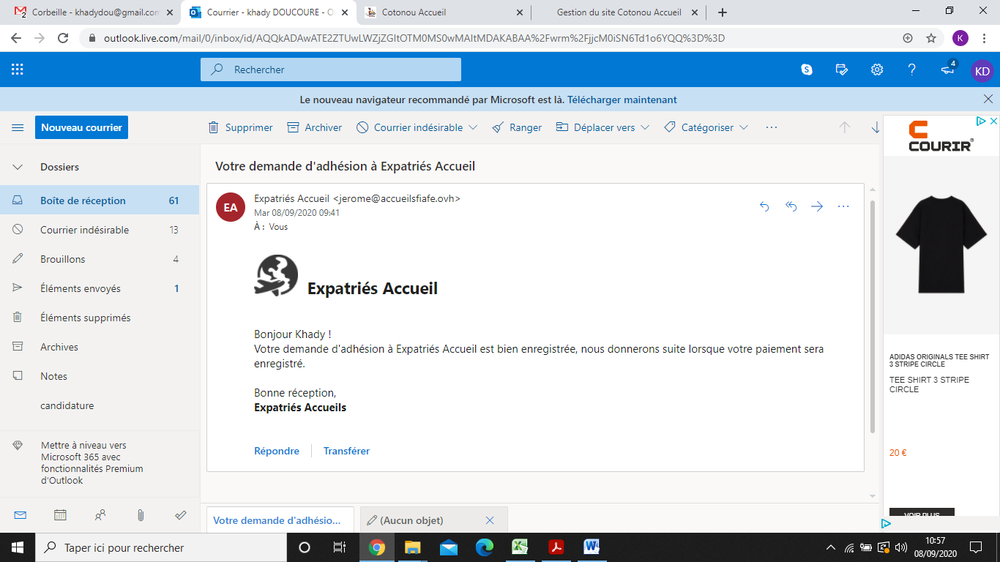 Corbeille - khadydou@gmail.com
Courrier - khady DOUCOURE - O
Cotonou Accueil
Gestion du site Cotonou Accueil
outlook.live.com/mail/0/inbox/id/AQQkADAwATE2ZTUwLWZjZGItOTM0MS0wMAItMDAKABAA%2Fwrm%2FjjcM0iSN6Td1o6YQQ%3D%3D
K
Rechercher
4
KD
Le nouveau navigateur recommandé par Microsoft est là. Télécharger maintenant
Nouveau courrier
Supprimer
Archiver
Courrier indésirable
Ranger
Déplacer vers
Catégoriser
Dossiers
Boîte de réception 61
Courrier indésirable 13
Brouillons 4
Éléments envoyés 1
Éléments supprimés
Archives
Notes
candidature
Mettre à niveau vers
Microsoft 365 avec
fonctionnalités Premium
d'Outlook
Votre demande d'adhésion à Expatriés Accueil
EA
Expatriés Accueil <jerome@accueilsfiafe.ovh>
Mar 08/09/2020 09:41
À : Vous
Expatriés Accueil
Bonjour Khady !
Votre demande d'adhésion à Expatriés Accueil est bien enregistrée, nous donnerons suite lorsque votre paiement sera
enregistré.
Bonne réception,
Expatriés Accueils
Répondre
Transférer
Votre demande d'adhésio...
(Aucun objet)
COURIR
ADIDAS ORIGINALS TEE SHIRT
3 STRIPE CIRCLE
TEE SHIRT 3 STRIPE
CIRCLE
20 €
VOIR PLUS
Taper ici pour rechercher
10:57
08/09/2020